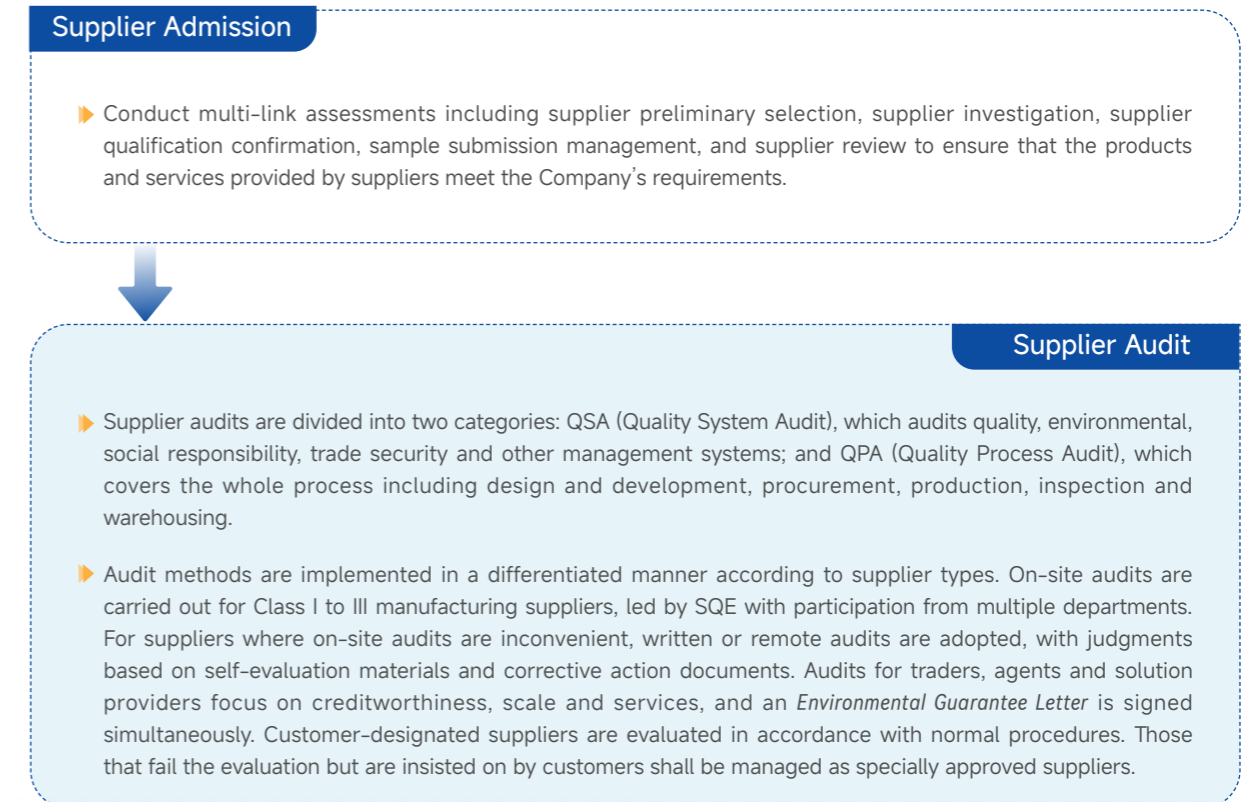 Supplier Admission
Conduct multi-link assessments including supplier preliminary selection, supplier investigation, supplier
qualification confirmation, sample submission management, and supplier review to ensure that the products
and services provided by suppliers meet the Company's requirements.
Supplier Audit
Supplier audits are divided into two categories: QSA (Quality System Audit), which audits quality, environmental,
social responsibility, trade security and other management systems; and QPA (Quality Process Audit), which
covers the whole process including design and development, procurement, production, inspection and
warehousing.
Audit methods are implemented in a differentiated manner according to supplier types. On-site audits are
carried out for Class I to III manufacturing suppliers, led by SQE with participation from multiple departments.
For suppliers where on-site audits are inconvenient, written or remote audits are adopted, with judgments
based on self-evaluation materials and corrective action documents. Audits for traders, agents and solution
providers focus on creditworthiness, scale and services, and an Environmental Guarantee Letter is signed
simultaneously. Customer-designated suppliers are evaluated in accordance with normal procedures. Those
that fail the evaluation but are insisted on by customers shall be managed as specially approved suppliers.